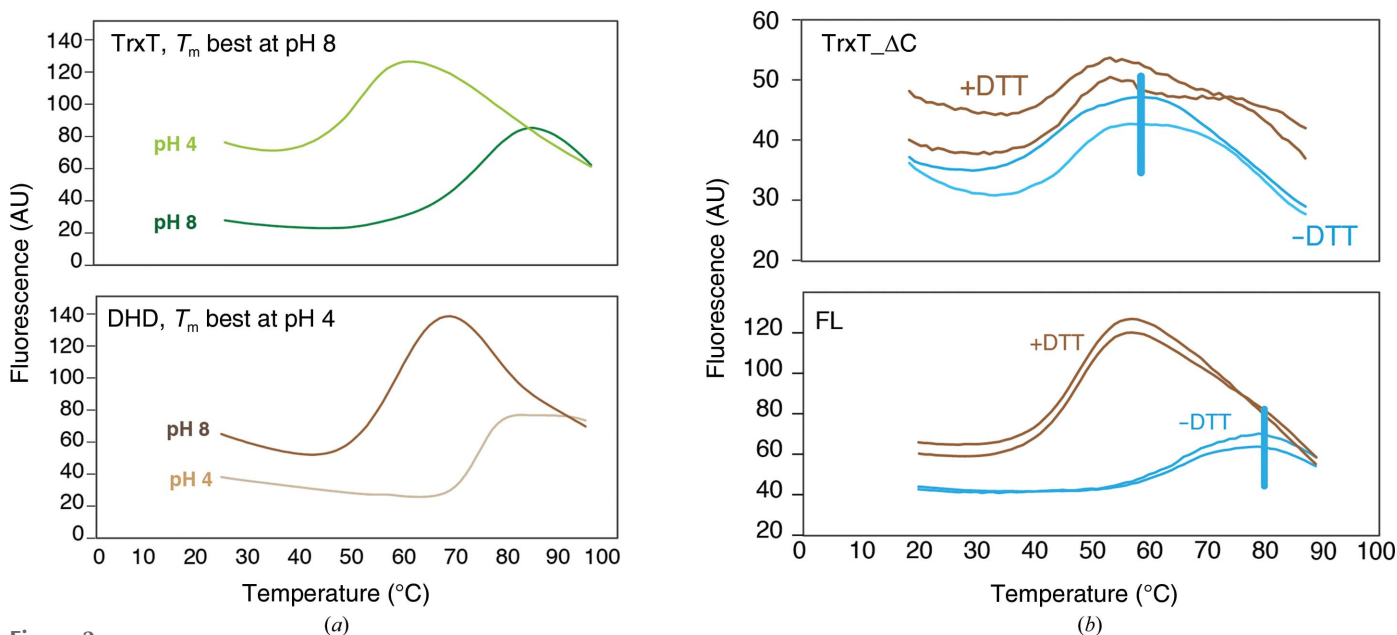 TrxT, Tm best at pH 8
140
120
100
80
60
40
20
0
pH 4
pH 8
DHD, Tm best at pH 4
140
120
100
80
60
40
20
0
pH 8
pH 4
0 10 20 30 40 50 60 70 80 90 100
Fluorescence (AU)
Temperature (°C)
(a)
TrxT_ΔC
60
50
40
30
20
+DTT
–DTT
FL
120
100
80
60
40
20
+DTT
–DTT
0 10 20 30 40 50 60 70 80 90 100
Fluorescence (AU)
Temperature (°C)
(b)